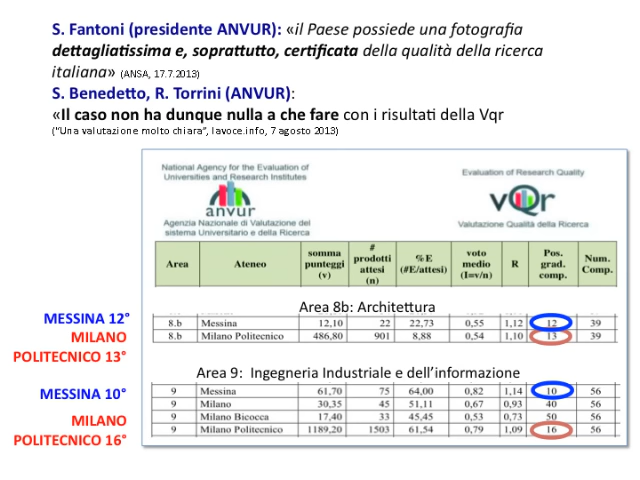 S. Fantoni (presidente ANVUR): «il Paese possiede una fotografia
dettagliatissima e, soprattutto, certificata della qualità della ricerca
italiana» (ANSA, 17.7.2013)
S. Benedetto, R. Torrini (ANVUR):
«Il caso non ha dunque nulla a che fare con i risultati della Vqr
("Una valutazione molto chiara", lavoce.info, 7 agosto 2013)
National Agency for the Evaluation of
Universities and Research Institutes
anvur
Agenzia Nazionale di Valutazione del
sistema Universitario e della Ricerca
Evaluation of Research Quality
vQr
Valutazione Qualità della Ricerca
Area Ateneo somma punteggi (v) # prodotti attesi (n) %E (#E/attesi) voto medio (I=v/n) R Pos. grad. comp. Num. Comp.
Area 8b: Architettura
MESSINA 12°
8.b Messina 12,10 22 22,73 0,55 1,12 12 39
MILANO
POLITECNICO 13°
8.b Milano Politecnico 486,80 901 8,88 0,54 1,10 13 39
Area 9: Ingegneria Industriale e dell'informazione
MESSINA 10°
9 Messina 61,70 75 64,00 0,82 1,14 10 56
9 Milano 30,35 45 51,11 0,67 0,93 40 56
9 Milano Bicocca 17,40 33 45,45 0,53 0,73 50 56
MILANO
POLITECNICO 16°
9 Milano Politecnico 1189,20 1503 61,54 0,79 1,09 16 56